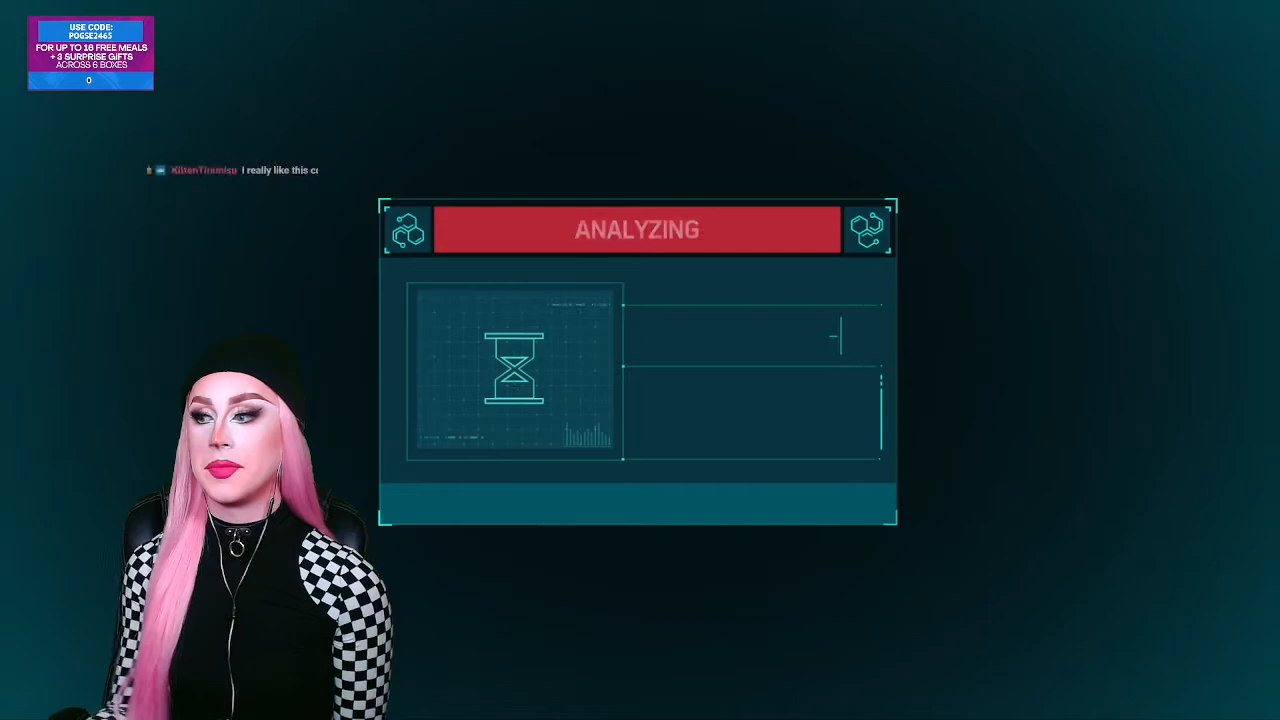 USE CODE:
POGSE2465
FOR UP TO 16 FREE MEALS
+ 3 SURPRISE GIFTS
ACROSS 6 BOXES
0
KittenTiramisu I really like this
ANALYZING